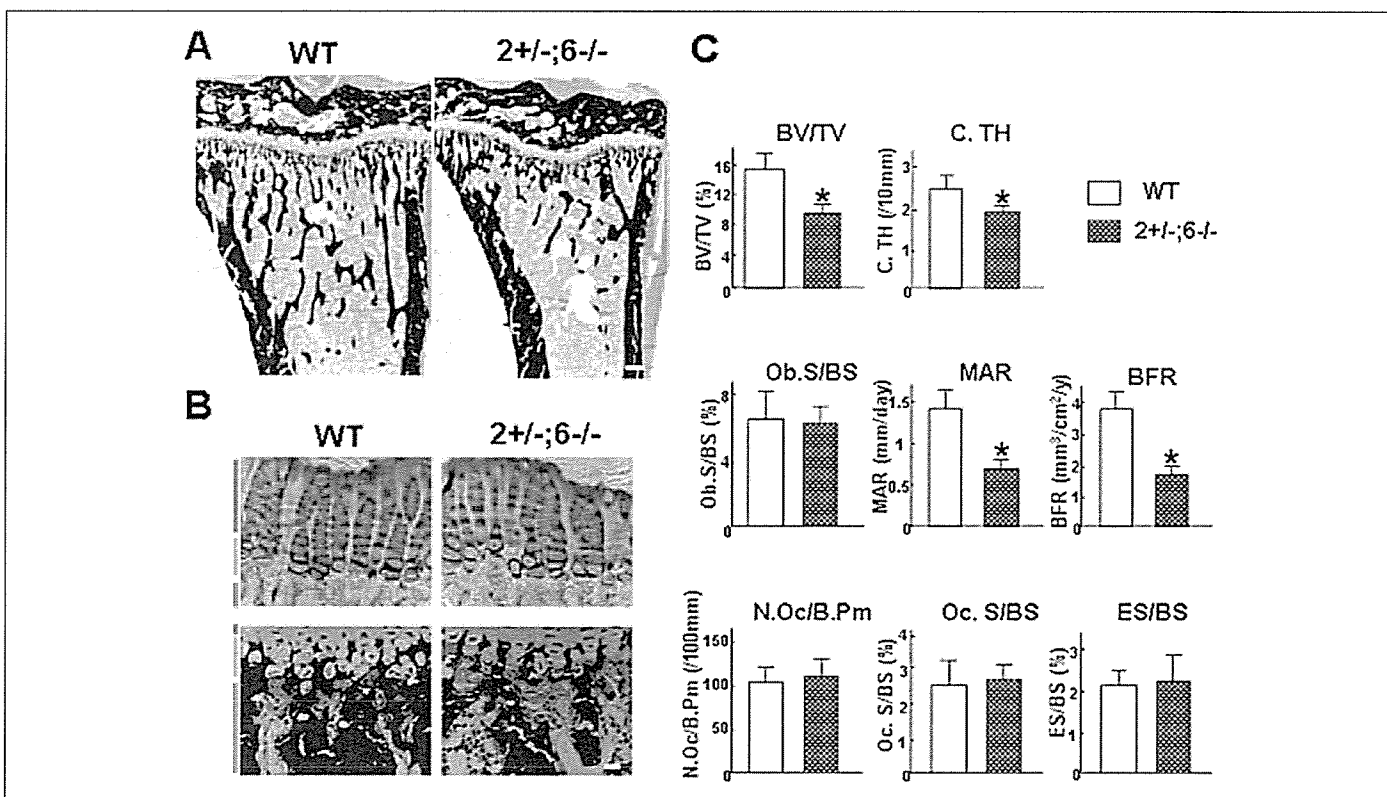 A
WT
2+/-;6-/-
B
WT
2+/-;6-/-
C
BV/TV
BV/TV (%)
16
12
8
4
0
*
C. TH
C. TH (/10mm)
3
2
1
0
*
WT
2+/-;6-/-
Ob.S/BS
Ob.S/BS (%)
8
4
0
MAR
MAR (mm/day)
1.5
1
0.5
0
*
BFR
BFR (mm³/cm²/y)
4
3
2
1
0
*
N.Oc/B.Pm
N.Oc/B.Pm (/100mm)
150
100
50
0
Oc. S/BS
Oc. S/BS (%)
4
3
2
1
0
ES/BS
ES/BS (%)
3
2
1
0